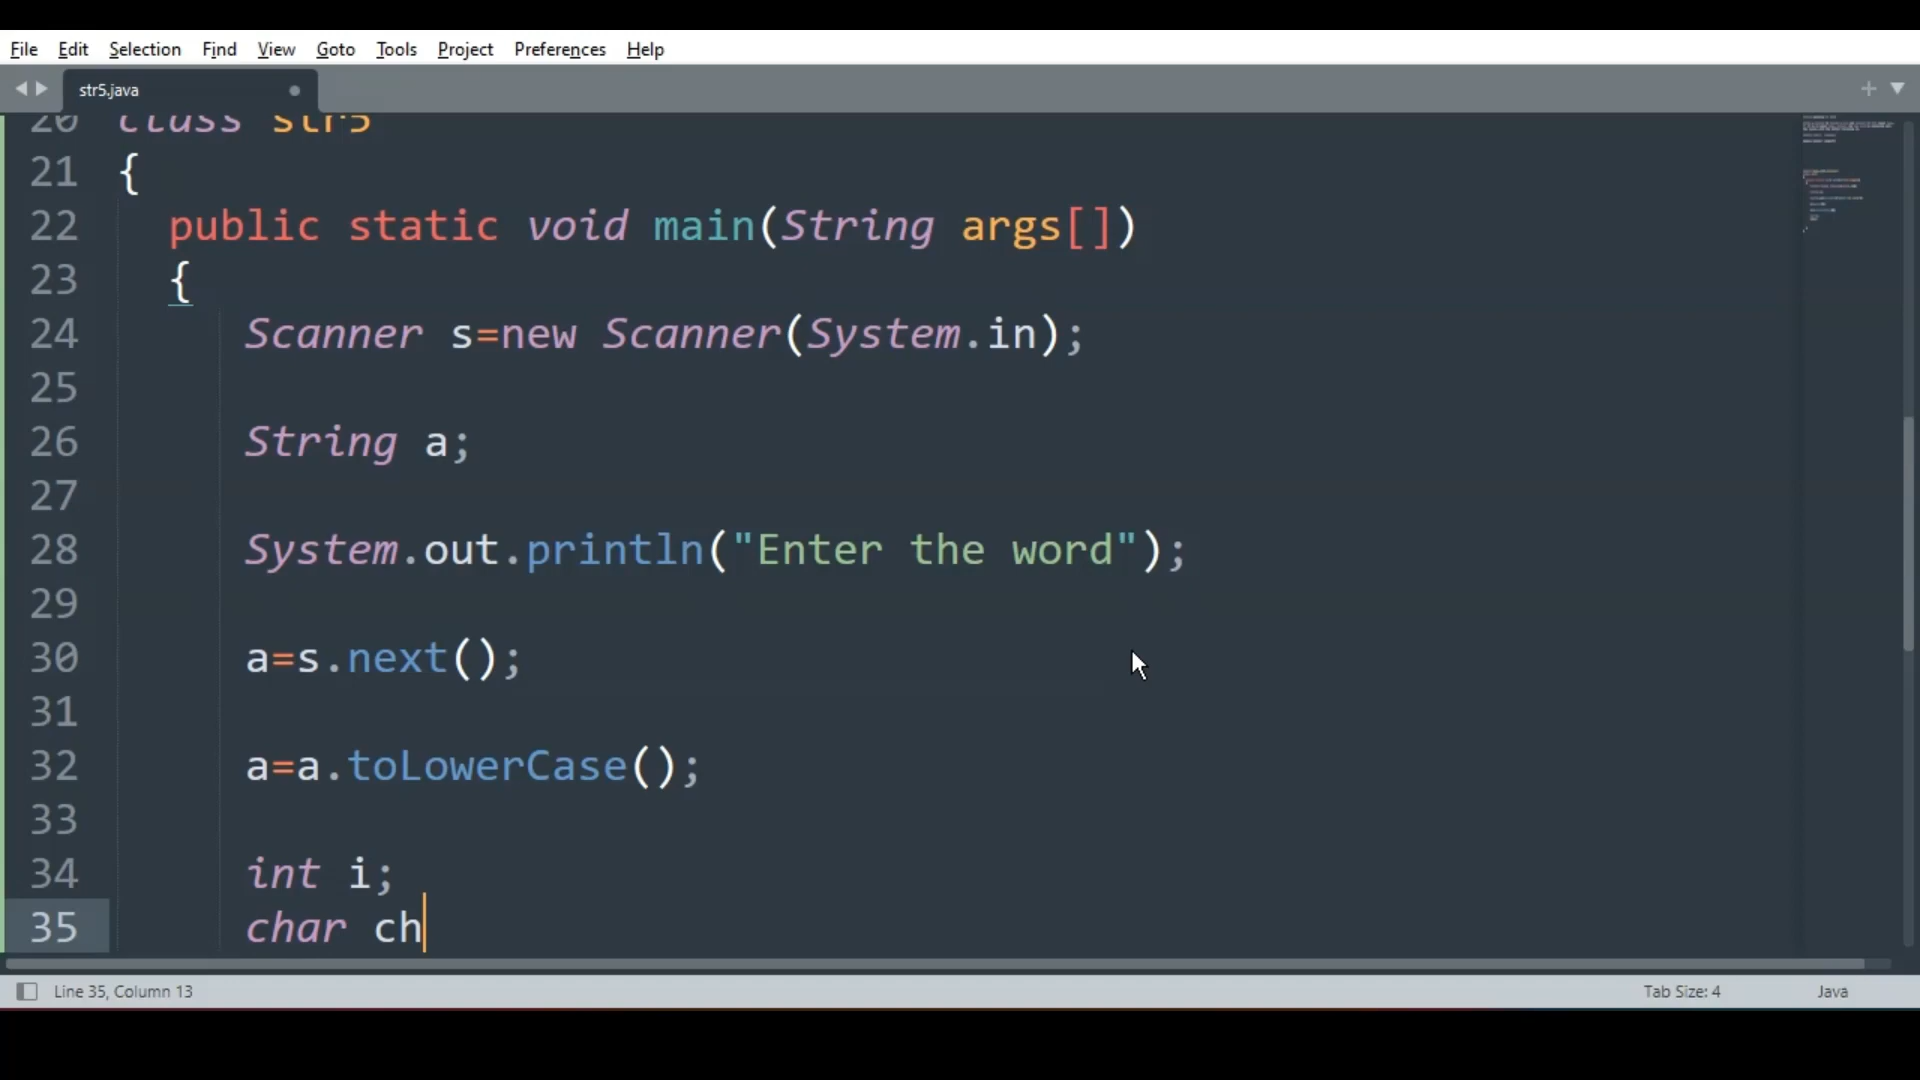 File Edit Selection Find View Goto Tools Project Preferences Help
str5.java
20 class str5
21 {
22 public static void main(String args[])
23 {
24 Scanner s=new Scanner(System.in);
25
26 String a;
27
28 System.out.println("Enter the word");
29
30 a=s.next();
31
32 a=a.toLowerCase();
33
34 int i;
35 char ch
Line 35, Column 13 Tab Size: 4 Java